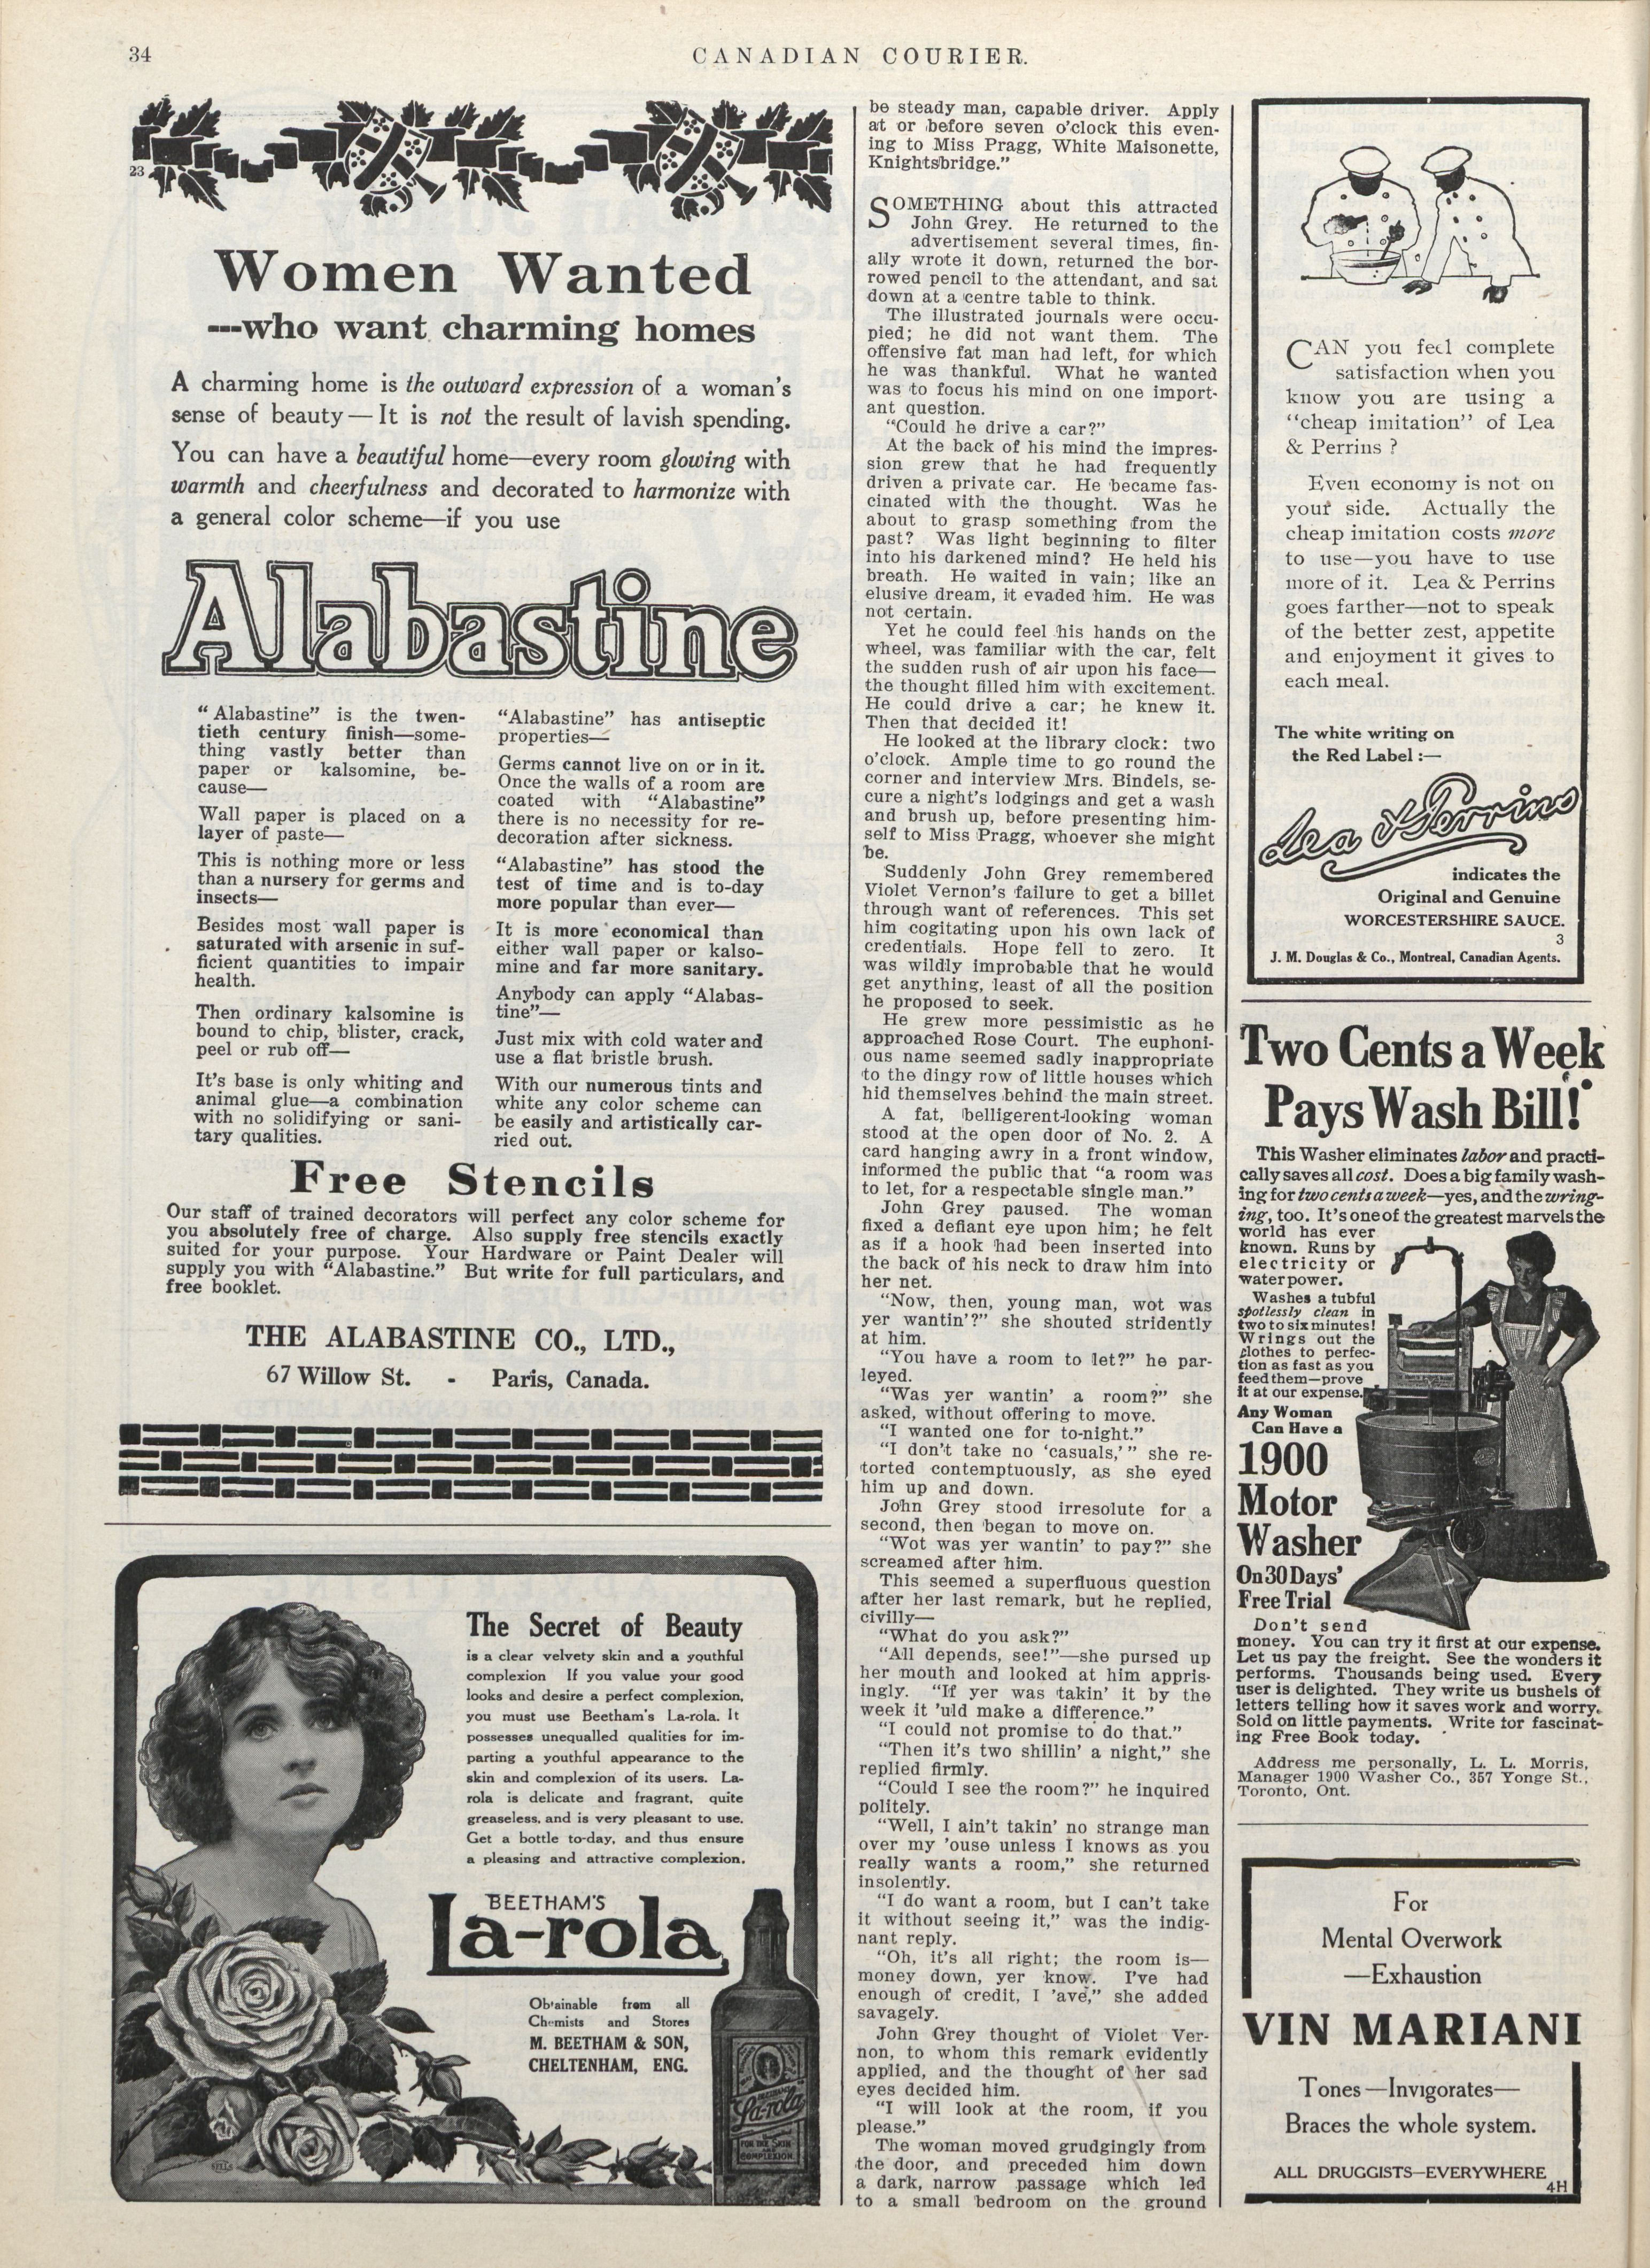 34
CANADIAN COURIER.
23
Women Wanted
---who want charming homes
A charming home is the outward expression of a woman's
sense of beauty—It is not the result of lavish spending.
You can have a beautiful home—every room glowing with
warmth and cheerfulness and decorated to harmonize with
a general color scheme—if you use
Alabastine
"Alabastine" is the twen-
tieth century finish—some-
thing vastly better than
paper or kalsomine, be-
cause—
Wall paper is placed on a
layer of paste—
This is nothing more or less
than a nursery for germs and
insects—
Besides most wall paper is
saturated with arsenic in suf-
ficient quantities to impair
health.
Then ordinary kalsomine is
bound to chip, blister, crack,
peel or rub off—
It's base is only whiting and
animal glue—a combination
with no solidifying or sani-
tary qualities.
"Alabastine" has antiseptic
properties—
Germs cannot live on or in it.
Once the walls of a room are
coated with "Alabastine"
there is no necessity for re-
decoration after sickness.
"Alabastine" has stood the
test of time and is to-day
more popular than ever—
It is more economical than
either wall paper or kalso-
mine and far more sanitary.
Anybody can apply "Alabas-
tine"—
Just mix with cold water and
use a flat bristle brush.
With our numerous tints and
white any color scheme can
be easily and artistically car-
ried out.
Free Stencils
Our staff of trained decorators will perfect any color scheme for
you absolutely free of charge. Also supply free stencils exactly
suited for your purpose. Your Hardware or Paint Dealer will
supply you with "Alabastine." But write for full particulars, and
free booklet.
THE ALABASTINE CO., LTD.,
67 Willow St. - Paris, Canada.
The Secret of Beauty
is a clear velvety skin and a youthful
complexion If you value your good
looks and desire a perfect complexion,
you must use Beetham's La-rola. It
possesses unequalled qualities for im-
parting a youthful appearance to the
skin and complexion of its users. La-
rola is delicate and fragrant, quite
greaseless, and is very pleasant to use.
Get a bottle to-day, and thus ensure
a pleasing and attractive complexion.
BEETHAM'S
La-rola
Obtainable from all
Chemists and Stores
M. BEETHAM & SON,
CHELTENHAM, ENG.
BEETHAM'S
La-rola
FOR THE SKIN
AND
COMPLEXION.
be steady man, capable driver. Apply
at or before seven o'clock this even-
ing to Miss Pragg, White Maisonette,
Knightsbridge."
SOMETHING about this attracted
John Grey. He returned to the
advertisement several times, fin-
ally wrote it down, returned the bor-
rowed pencil to the attendant, and sat
down at a centre table to think.
The illustrated journals were occu-
pied; he did not want them. The
offensive fat man had left, for which
he was thankful. What he wanted
was to focus his mind on one import-
ant question.
"Could he drive a car?"
At the back of his mind the impres-
sion grew that he had frequently
driven a private car. He became fas-
cinated with the thought. Was he
about to grasp something from the
past? Was light beginning to filter
into his darkened mind? He held his
breath. He waited in vain; like an
elusive dream, it evaded him. He was
not certain.
Yet he could feel his hands on the
wheel, was familiar with the car, felt
the sudden rush of air upon his face—
the thought filled him with excitement.
He could drive a car; he knew it.
Then that decided it!
He looked at the library clock: two
o'clock. Ample time to go round the
corner and interview Mrs. Bindels, se-
cure a night's lodgings and get a wash
and brush up, before presenting him-
self to Miss Pragg, whoever she might
be.
Suddenly John Grey remembered
Violet Vernon's failure to get a billet
through want of references. This set
him cogitating upon his own lack of
credentials. Hope fell to zero. It
was wildly improbable that he would
get anything, least of all the position
he proposed to seek.
He grew more pessimistic as he
approached Rose Court. The euphoni-
ous name seemed sadly inappropriate
to the dingy row of little houses which
hid themselves behind the main street.
A fat, belligerent-looking woman
stood at the open door of No. 2. A
card hanging awry in a front window,
informed the public that "a room was
to let, for a respectable single man."
John Grey paused. The woman
fixed a defiant eye upon him; he felt
as if a hook had been inserted into
the back of his neck to draw him into
her net.
"Now, then, young man, wot was
yer wantin'?" she shouted stridently
at him.
"You have a room to let?" he par-
leyed.
"Was yer wantin' a room?" she
asked, without offering to move.
"I wanted one for to-night."
"I don't take no 'casuals,'" she re-
torted contemptuously, as she eyed
him up and down.
John Grey stood irresolute for a
second, then began to move on.
"Wot was yer wantin' to pay?" she
screamed after him.
This seemed a superfluous question
after her last remark, but he replied,
civilly—
"What do you ask?"
"All depends, see!"—she pursed up
her mouth and looked at him appris-
ingly. "If yer was takin' it by the
week it 'uld make a difference."
"I could not promise to do that."
"Then it's two shillin' a night," she
replied firmly.
"Could I see the room?" he inquired
politely.
"Well, I ain't takin' no strange man
over my 'ouse unless I knows as you
really wants a room," she returned
insolently.
"I do want a room, but I can't take
it without seeing it," was the indig-
nant reply.
"Oh, it's all right; the room is—
money down, yer know. I've had
enough of credit, I 'ave," she added
savagely.
John Grey thought of Violet Ver-
non, to whom this remark evidently
applied, and the thought of her sad
eyes decided him.
"I will look at the room, if you
please."
The woman moved grudgingly from
the door, and preceded him down
a dark, narrow passage which led
to a small bedroom on the ground
CAN you feel complete
satisfaction when you
know you are using a
"cheap imitation" of Lea
& Perrins ?
Even economy is not on
your side. Actually the
cheap imitation costs more
to use—you have to use
more of it. Lea & Perrins
goes farther—not to speak
of the better zest, appetite
and enjoyment it gives to
each meal.
The white writing on
the Red Label :—
Lea & Perrins
indicates the
Original and Genuine
WORCESTERSHIRE SAUCE.
3
J. M. Douglas & Co., Montreal, Canadian Agents.
Two Cents a Week
Pays Wash Bill!
This Washer eliminates labor and practi-
cally saves all cost. Does a big family wash-
ing for two cents a week—yes, and the wring-
ing, too. It's one of the greatest marvels the
world has ever
known. Runs by
electricity or
water power.
Washes a tubful
spotlessly clean in
two to six minutes!
Wrings out the
clothes to perfec-
tion as fast as you
feed them—prove
it at our expense.
Any Woman
Can Have a
1900
Motor
Washer
On 30 Days'
Free Trial
Don't send
money. You can try it first at our expense.
Let us pay the freight. See the wonders it
performs. Thousands being used. Every
user is delighted. They write us bushels of
letters telling how it saves work and worry.
Sold on little payments. Write tor fascinat-
ing Free Book today.
Address me personally, L. L. Morris,
Manager 1900 Washer Co., 357 Yonge St.,
Toronto, Ont.
For
Mental Overwork
—Exhaustion
VIN MARIANI
Tones—Invigorates—
Braces the whole system.
ALL DRUGGISTS—EVERYWHERE
4H